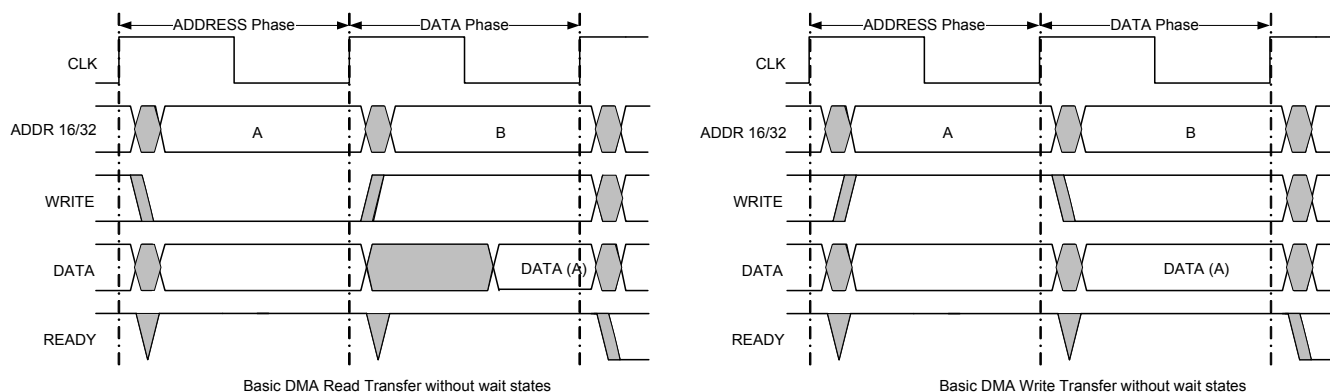 ADDRESS Phase DATA Phase
CLK
ADDR 16/32 A B
WRITE
DATA DATA (A)
READY
Basic DMA Read Transfer without wait states
ADDRESS Phase DATA Phase
CLK
ADDR 16/32 A B
WRITE
DATA DATA (A)
READY
Basic DMA Write Transfer without wait states